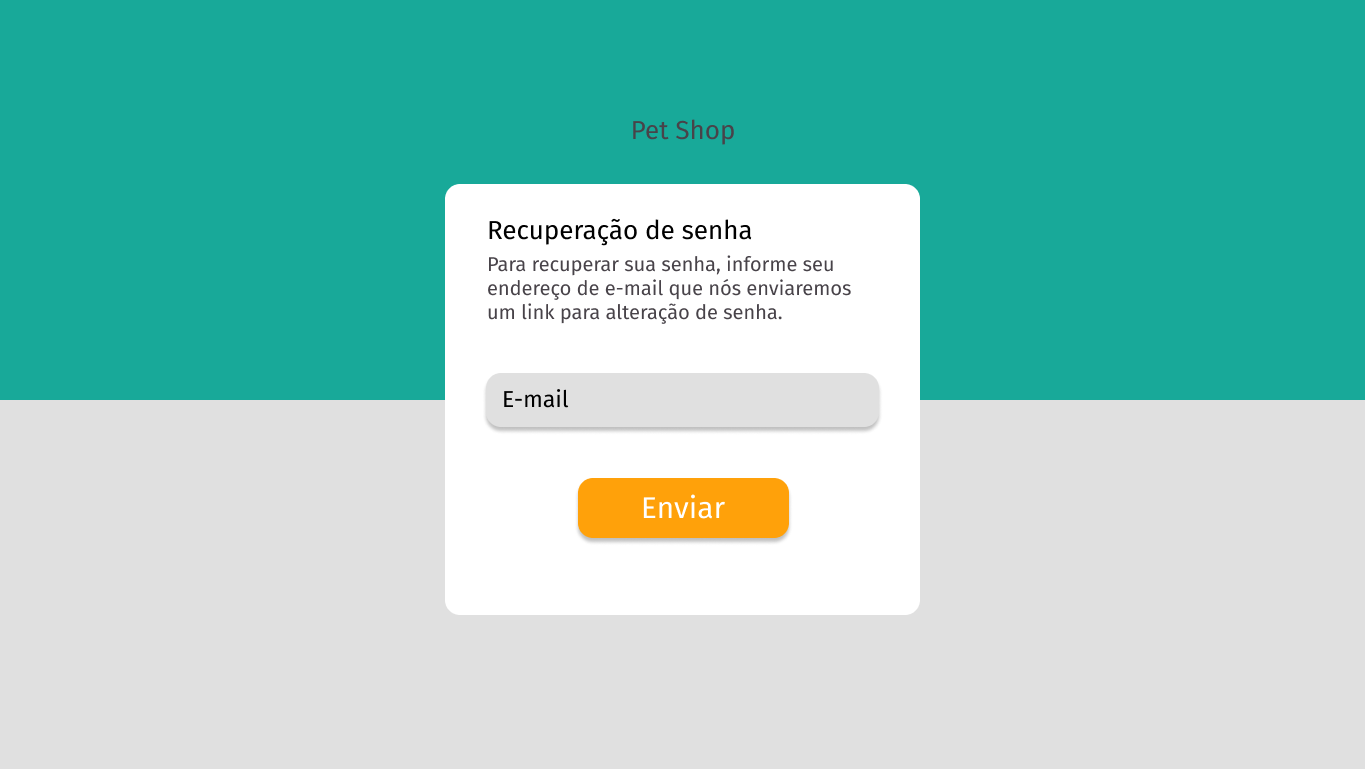 Pet Shop
Recuperação de senha
Para recuperar sua senha, informe seu
endereço de e-mail que nós enviaremos
um link para alteração de senha.
E-mail
Enviar